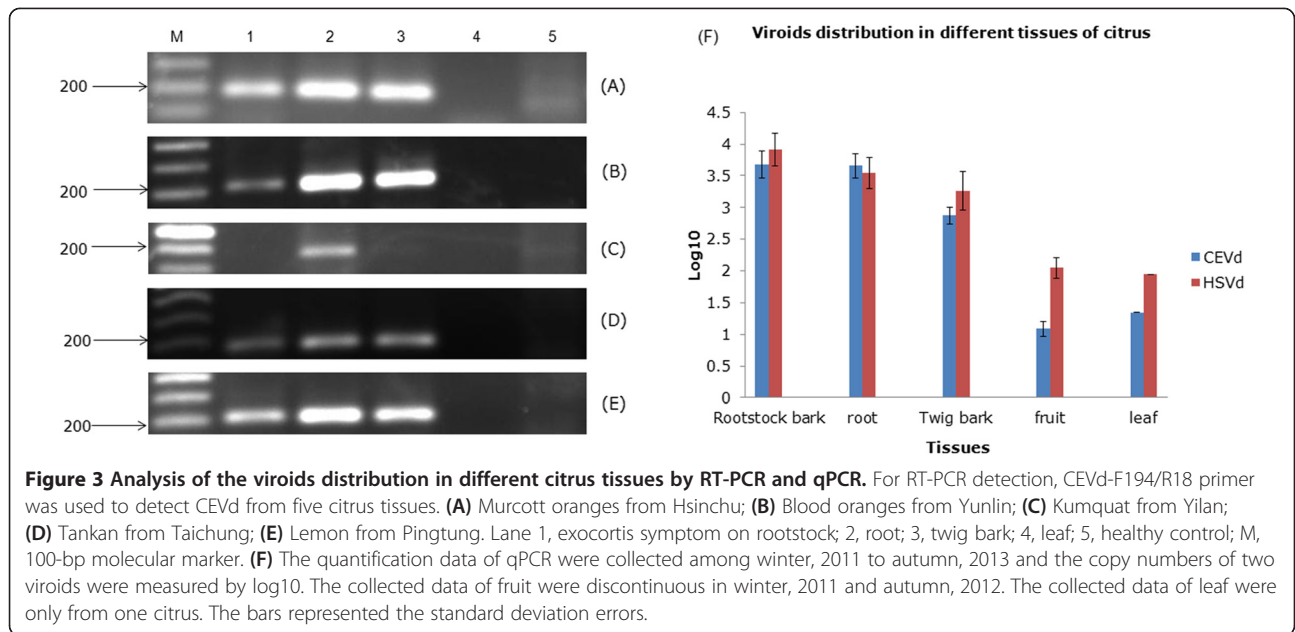 M 1 2 3 4 5
200 (A)
200 (B)
200 (C)
200 (D)
200 (E)
(F) Viroids distribution in different tissues of citrus
4.5
4
3.5
3
2.5
2
1.5
1
0.5
0
Log10
Rootstock bark root Twig bark fruit leaf
Tissues
CEVd
HSVd
Figure 3 Analysis of the viroids distribution in different citrus tissues by RT-PCR and qPCR. For RT-PCR detection, CEVd-F194/R18 primer
was used to detect CEVd from five citrus tissues. (A) Murcott oranges from Hsinchu; (B) Blood oranges from Yunlin; (C) Kumquat from Yilan;
(D) Tankan from Taichung; (E) Lemon from Pingtung. Lane 1, exocortis symptom on rootstock; 2, root; 3, twig bark; 4, leaf; 5, healthy control; M,
100-bp molecular marker. (F) The quantification data of qPCR were collected among winter, 2011 to autumn, 2013 and the copy numbers of two
viroids were measured by log10. The collected data of fruit were discontinuous in winter, 2011 and autumn, 2012. The collected data of leaf were
only from one citrus. The bars represented the standard deviation errors.